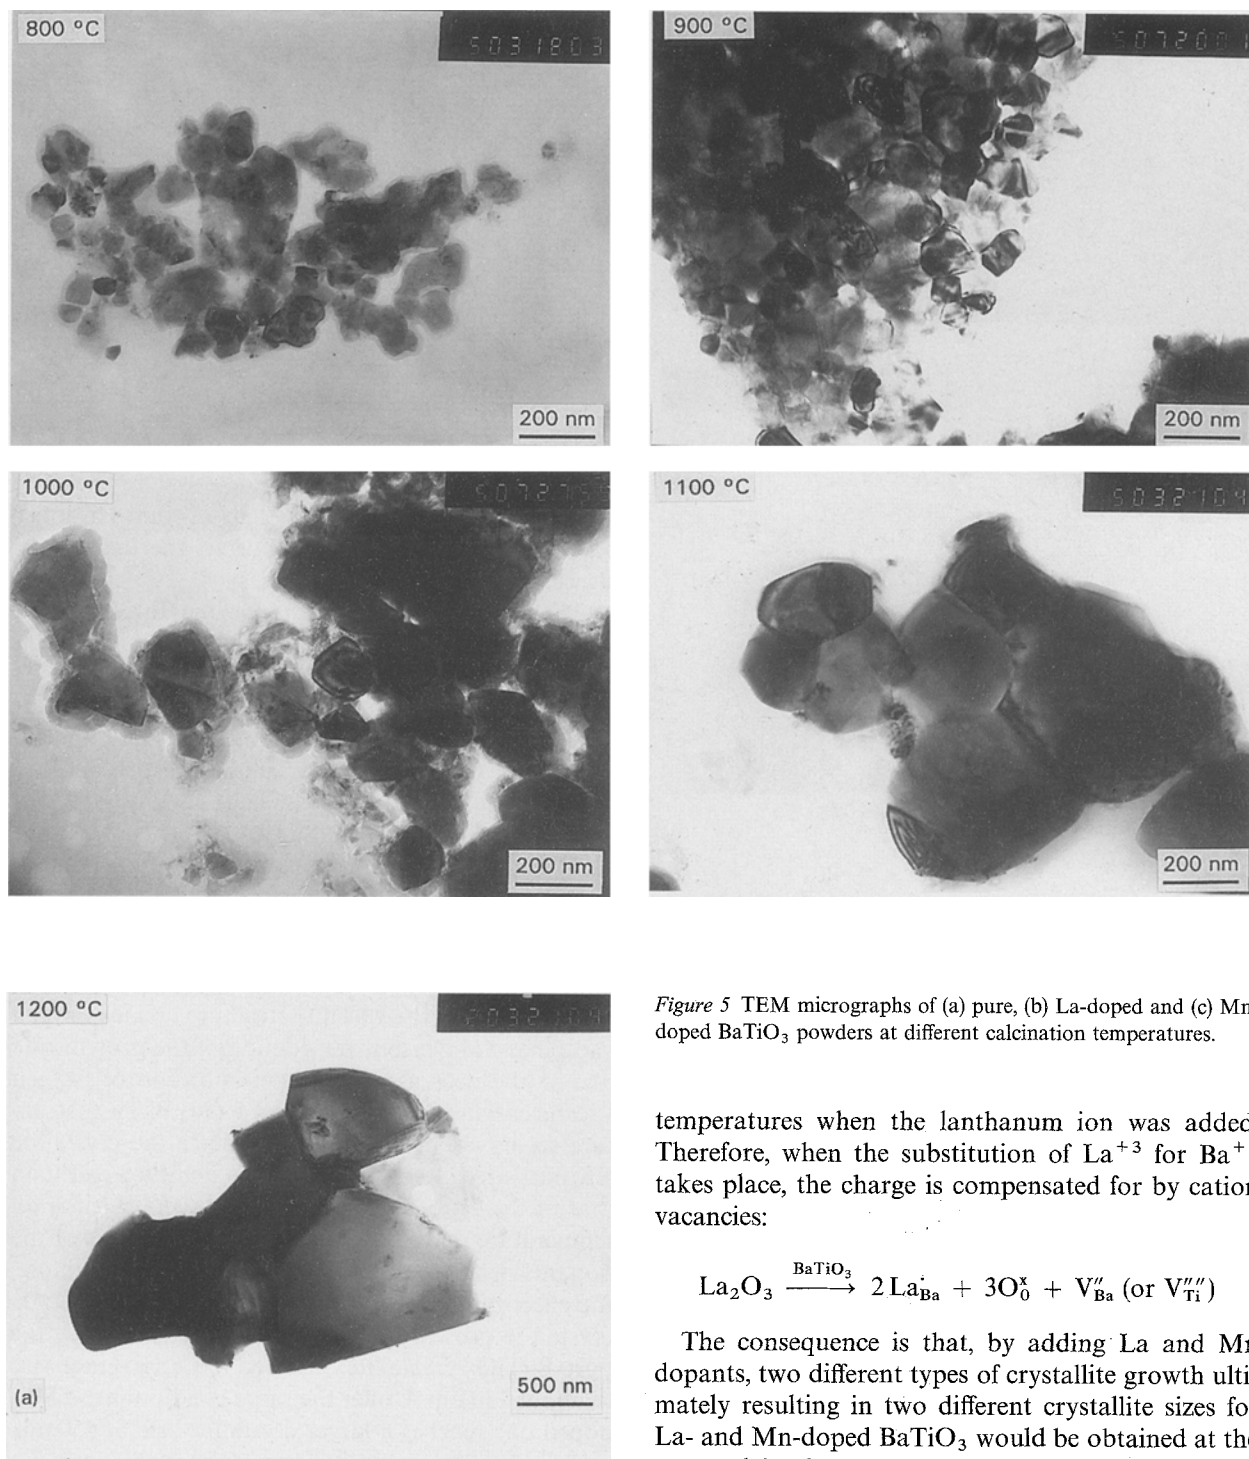 800 °C
5031803
900 °C
200 nm
200 nm
1000 °C
1100 °C
5032104
200 nm
200 nm
1200 °C
(a)
500 nm
Figure 5 TEM micrographs of (a) pure, (b) La-doped and (c) Mn
doped BaTiO₃ powders at different calcination temperatures.
temperatures when the lanthanum ion was added
Therefore, when the substitution of La⁺³ for Ba⁺
takes place, the charge is compensated for by cation
vacancies:
La₂O₃ —BaTiO₃→ 2 La˙Ba + 3O₀ˣ + V″Ba (or V″″Ti)
The consequence is that, by adding La and Mn
dopants, two different types of crystallite growth ulti
mately resulting in two different crystallite sizes fo
La- and Mn-doped BaTiO₃ would be obtained at the